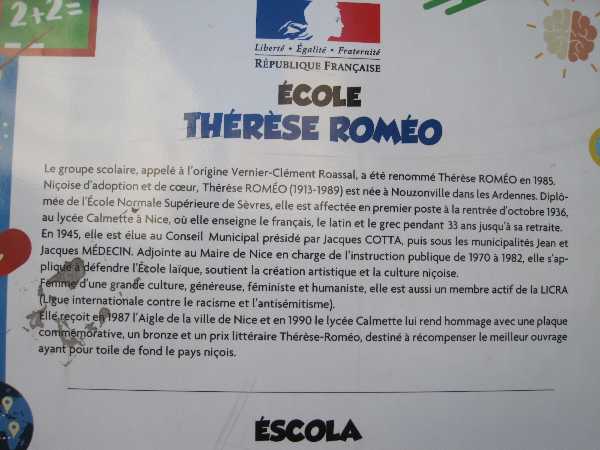 2+2=
Liberté • Égalité • Fraternité
RÉPUBLIQUE FRANÇAISE
ÉCOLE
THÉRÈSE ROMÉO
Le groupe scolaire, appelé à l'origine Vernier-Clément Roassal, a été renommé Thérèse ROMÉO en 1985.
Niçoise d'adoption et de cœur, Thérèse ROMÉO (1913-1989) est née à Nouzonville dans les Ardennes. Diplô-
mée de l'École Normale Supérieure de Sèvres, elle est affectée en premier poste à la rentrée d'octobre 1936,
au lycée Calmette à Nice, où elle enseigne le français, le latin et le grec pendant 33 ans jusqu'à sa retraite.
En 1945, elle est élue au Conseil Municipal présidé par Jacques COTTA, puis sous les municipalités Jean et
Jacques MÉDECIN. Adjointe au Maire de Nice en charge de l'instruction publique de 1970 à 1982, elle s'ap-
plique à défendre l'École laïque, soutient la création artistique et la culture niçoise.
Femme d'une grande culture, généreuse, féministe et humaniste, elle est aussi un membre actif de la LICRA
(Ligue internationale contre le racisme et l'antisémitisme).
Elle reçoit en 1987 l'Aigle de la ville de Nice et en 1990 le lycée Calmette lui rend hommage avec une plaque
commémorative, un bronze et un prix littéraire Thérèse-Roméo, destiné à récompenser le meilleur ouvrage
ayant pour toile de fond le pays niçois.
ÉSCOLA